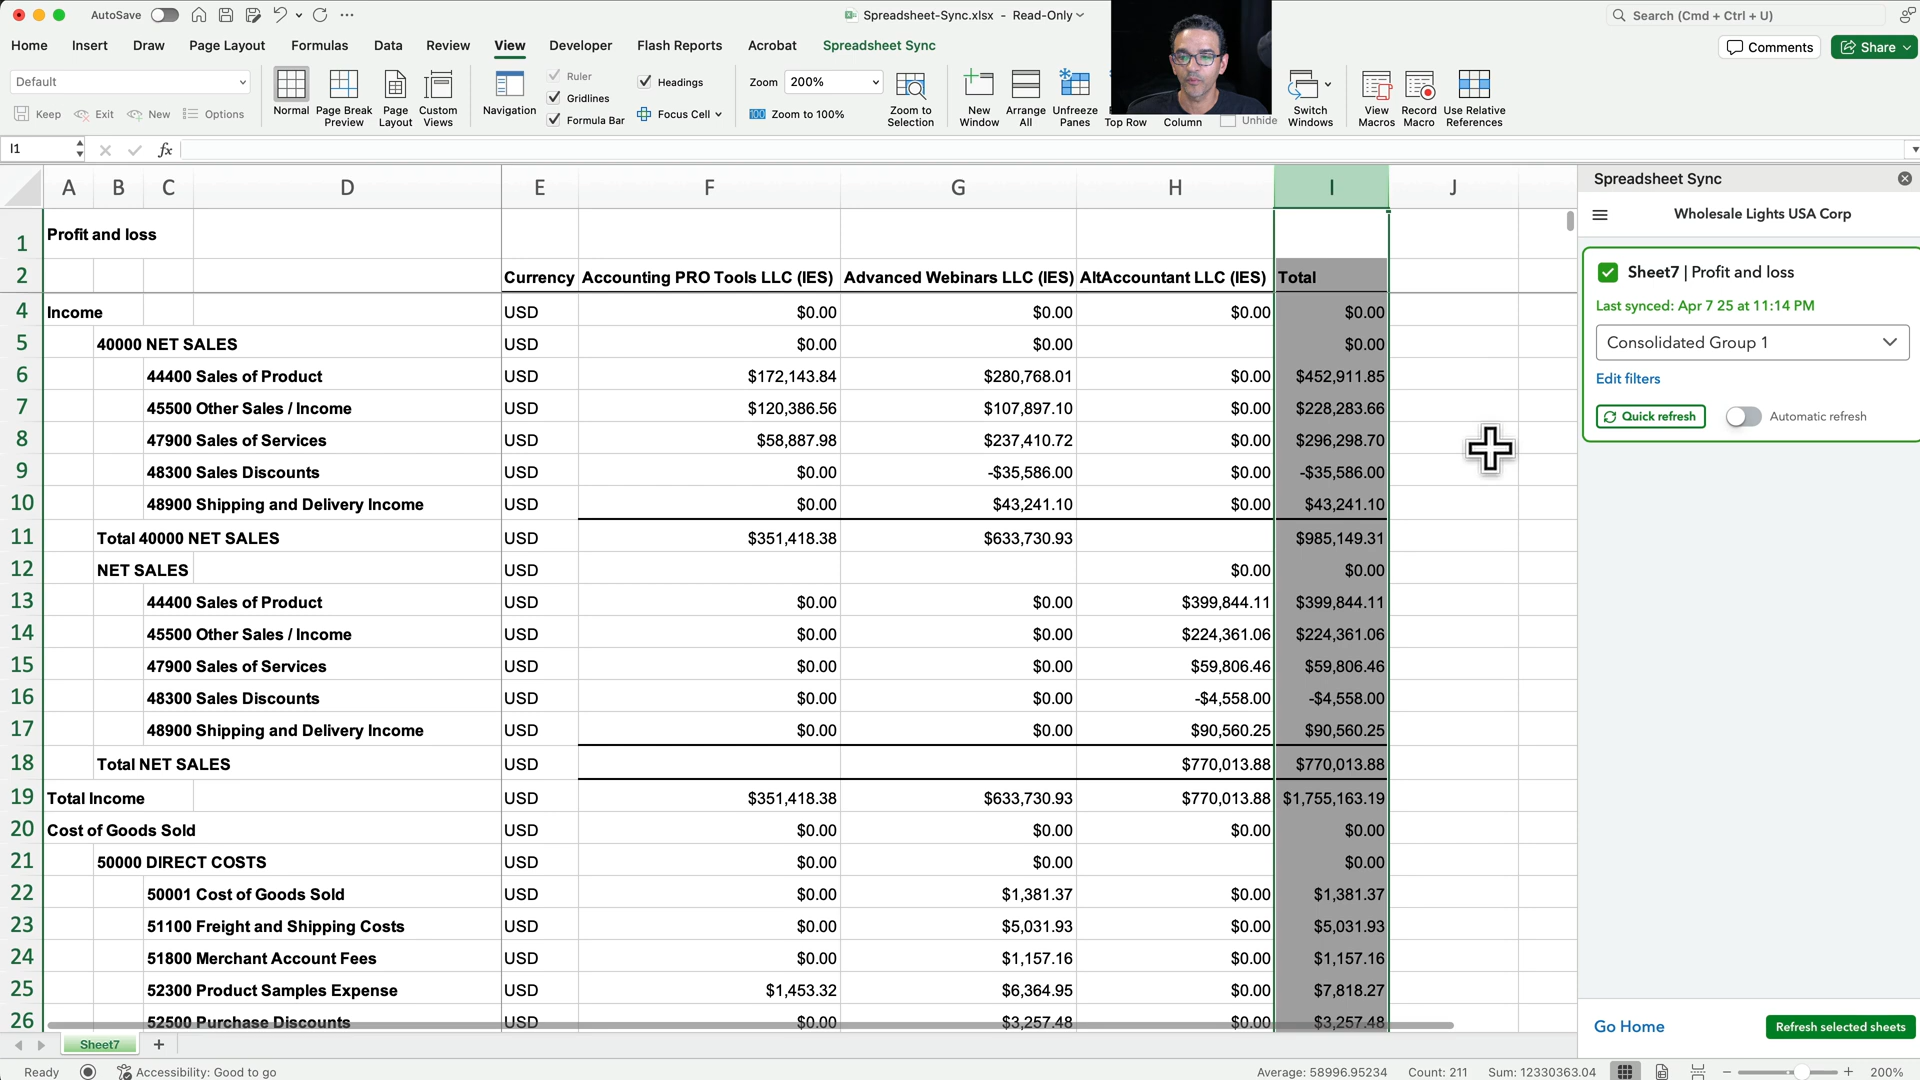 AutoSave
Spreadsheet-Sync.xlsx - Read-Only
Search (Cmd + Ctrl + U)
Home Insert Draw Page Layout Formulas Data Review View Developer Flash Reports Acrobat Spreadsheet Sync
Comments Share
Default
Keep Exit New Options
Normal Page Break Preview Page Layout Custom Views
Navigation
Ruler
Gridlines
Formula Bar
Headings
Focus Cell
Zoom 200%
100 Zoom to 100%
Zoom to Selection
New Window Arrange All Unfreeze Panes Top Row Column
Unhide
Switch Windows
View Macros Record Macro Use Relative References
I1 fx
A B C D E F G H I J
1 Profit and loss
2 Currency Accounting PRO Tools LLC (IES) Advanced Webinars LLC (IES) AltAccountant LLC (IES) Total
4 Income USD $0.00 $0.00 $0.00 $0.00
5 40000 NET SALES USD $0.00 $0.00 $0.00
6 44400 Sales of Product USD $172,143.84 $280,768.01 $0.00 $452,911.85
7 45500 Other Sales / Income USD $120,386.56 $107,897.10 $0.00 $228,283.66
8 47900 Sales of Services USD $58,887.98 $237,410.72 $0.00 $296,298.70
9 48300 Sales Discounts USD $0.00 -$35,586.00 $0.00 -$35,586.00
10 48900 Shipping and Delivery Income USD $0.00 $43,241.10 $0.00 $43,241.10
11 Total 40000 NET SALES USD $351,418.38 $633,730.93 $985,149.31
12 NET SALES USD $0.00 $0.00
13 44400 Sales of Product USD $0.00 $0.00 $399,844.11 $399,844.11
14 45500 Other Sales / Income USD $0.00 $0.00 $224,361.06 $224,361.06
15 47900 Sales of Services USD $0.00 $0.00 $59,806.46 $59,806.46
16 48300 Sales Discounts USD $0.00 $0.00 -$4,558.00 -$4,558.00
17 48900 Shipping and Delivery Income USD $0.00 $0.00 $90,560.25 $90,560.25
18 Total NET SALES USD $770,013.88 $770,013.88
19 Total Income USD $351,418.38 $633,730.93 $770,013.88 $1,755,163.19
20 Cost of Goods Sold USD $0.00 $0.00 $0.00 $0.00
21 50000 DIRECT COSTS USD $0.00 $0.00 $0.00
22 50001 Cost of Goods Sold USD $0.00 $1,381.37 $0.00 $1,381.37
23 51100 Freight and Shipping Costs USD $0.00 $5,031.93 $0.00 $5,031.93
24 51800 Merchant Account Fees USD $0.00 $1,157.16 $0.00 $1,157.16
25 52300 Product Samples Expense USD $1,453.32 $6,364.95 $0.00 $7,818.27
26 52500 Purchase Discounts USD $0.00 $3,257.48 $0.00 $3,257.48
Spreadsheet Sync
Wholesale Lights USA Corp
Sheet7 | Profit and loss
Last synced: Apr 7 25 at 11:14 PM
Consolidated Group 1
Edit filters
Quick refresh Automatic refresh
Go Home Refresh selected sheets
Sheet7 +
Ready Accessibility: Good to go Average: 58996.95234 Count: 211 Sum: 12330363.04 200%